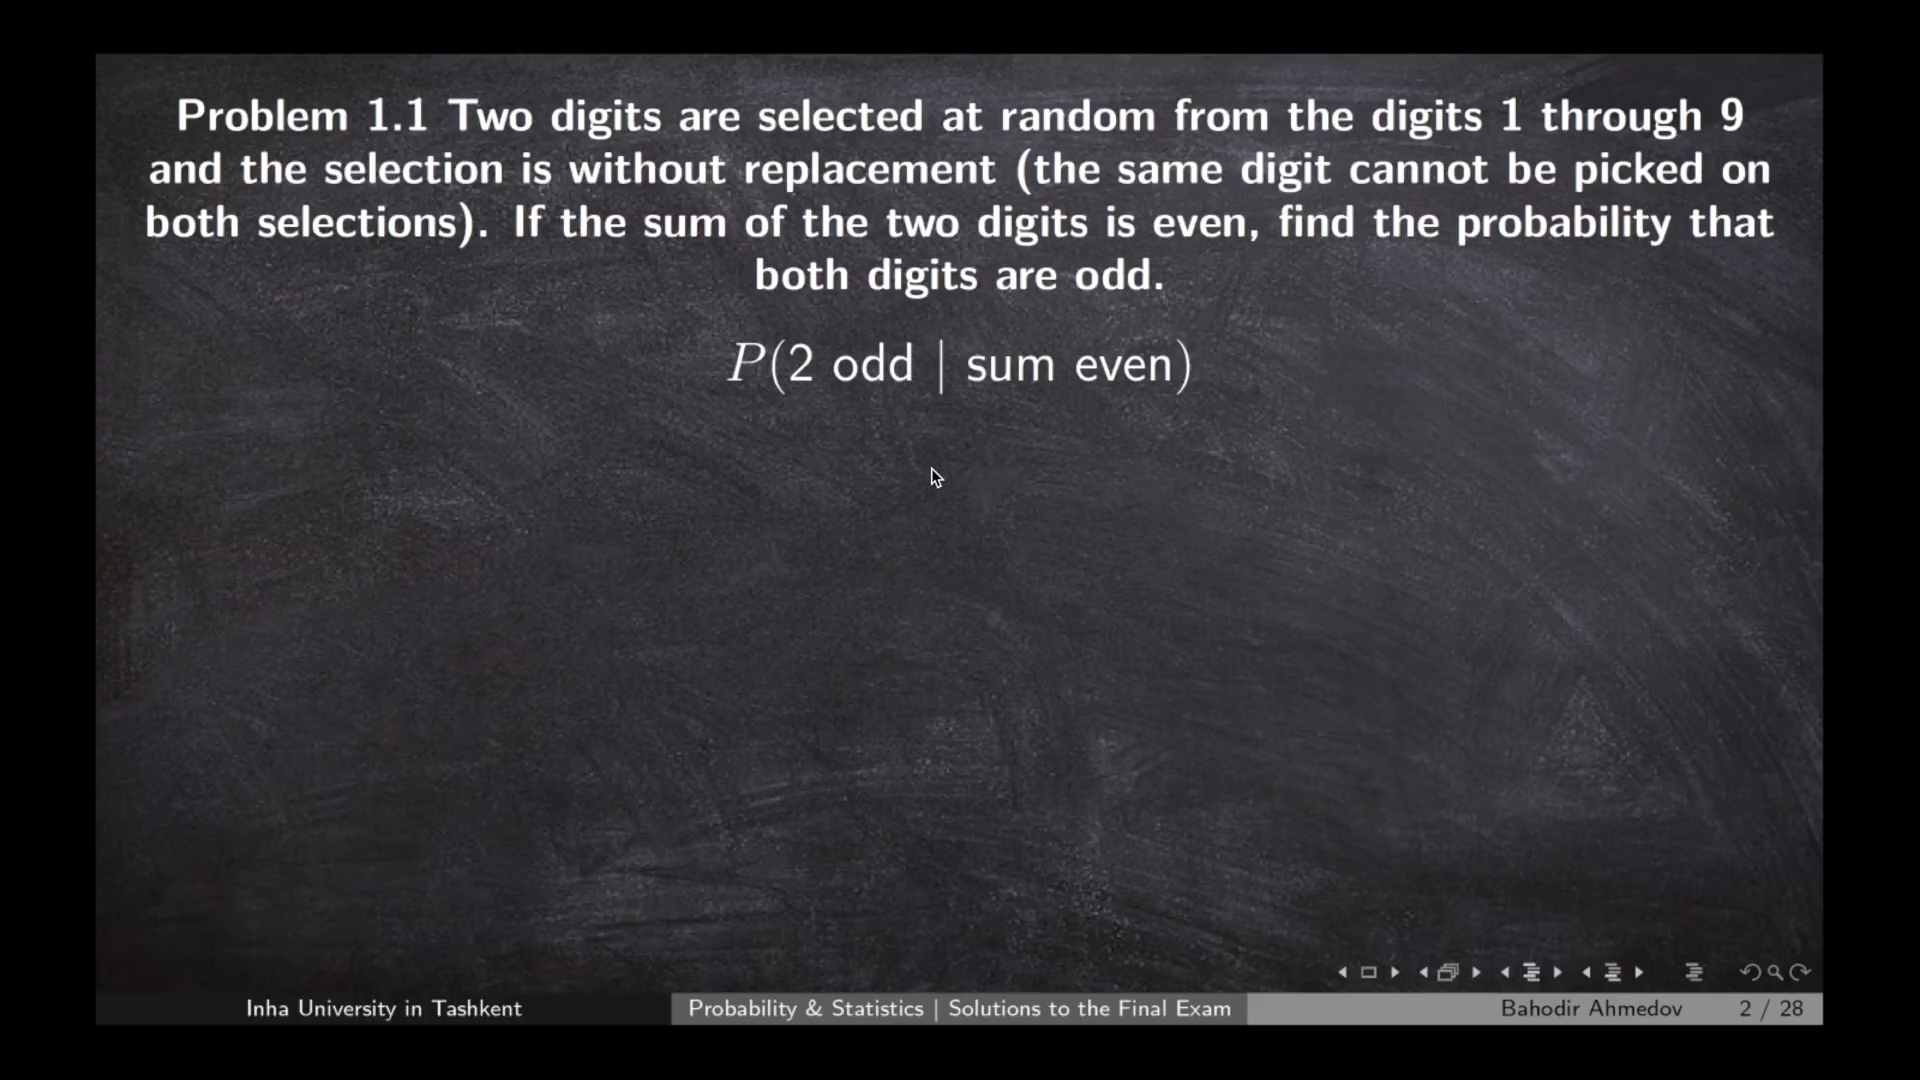 Problem 1.1 Two digits are selected at random from the digits 1 through 9
and the selection is without replacement (the same digit cannot be picked on
both selections). If the sum of the two digits is even, find the probability that
both digits are odd.
P(2 odd | sum even)
Inha University in Tashkent
Probability & Statistics | Solutions to the Final Exam
Bahodir Ahmedov
2 / 28